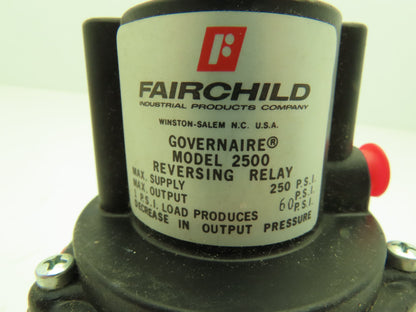 FAIRCHILD
INDUSTRIAL PRODUCTS COMPANY
WINSTON-SALEM N.C. U.S.A.
GOVERNAIRE®
MODEL 2500
REVERSING RELAY
MAX. SUPPLY 250 P.S.I.
MAX. OUTPUT 60 P.S.I.
1 P.S.I. LOAD PRODUCES P.S.I.
DECREASE IN OUTPUT PRESSURE